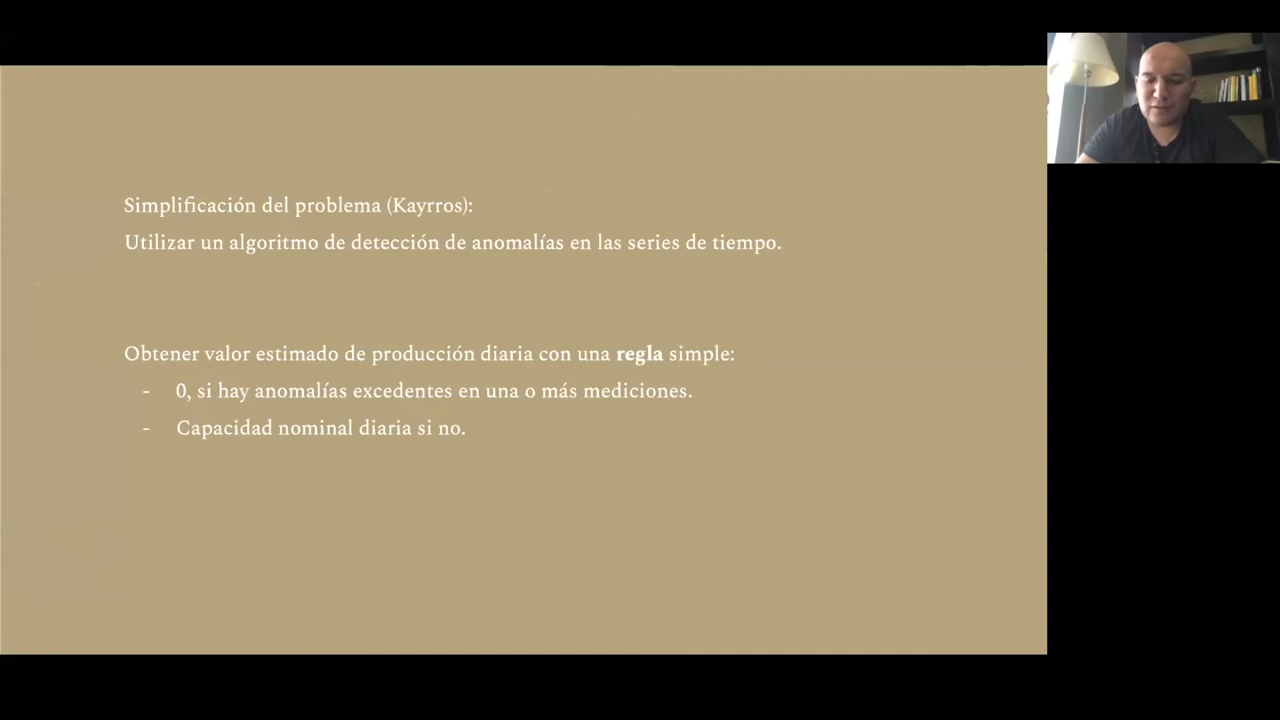 Simplificación del problema (Kayrros):
Utilizar un algoritmo de detección de anomalías en las series de tiempo.
Obtener valor estimado de producción diaria con una regla simple:
- 0, si hay anomalías excedentes en una o más mediciones.
- Capacidad nominal diaria si no.